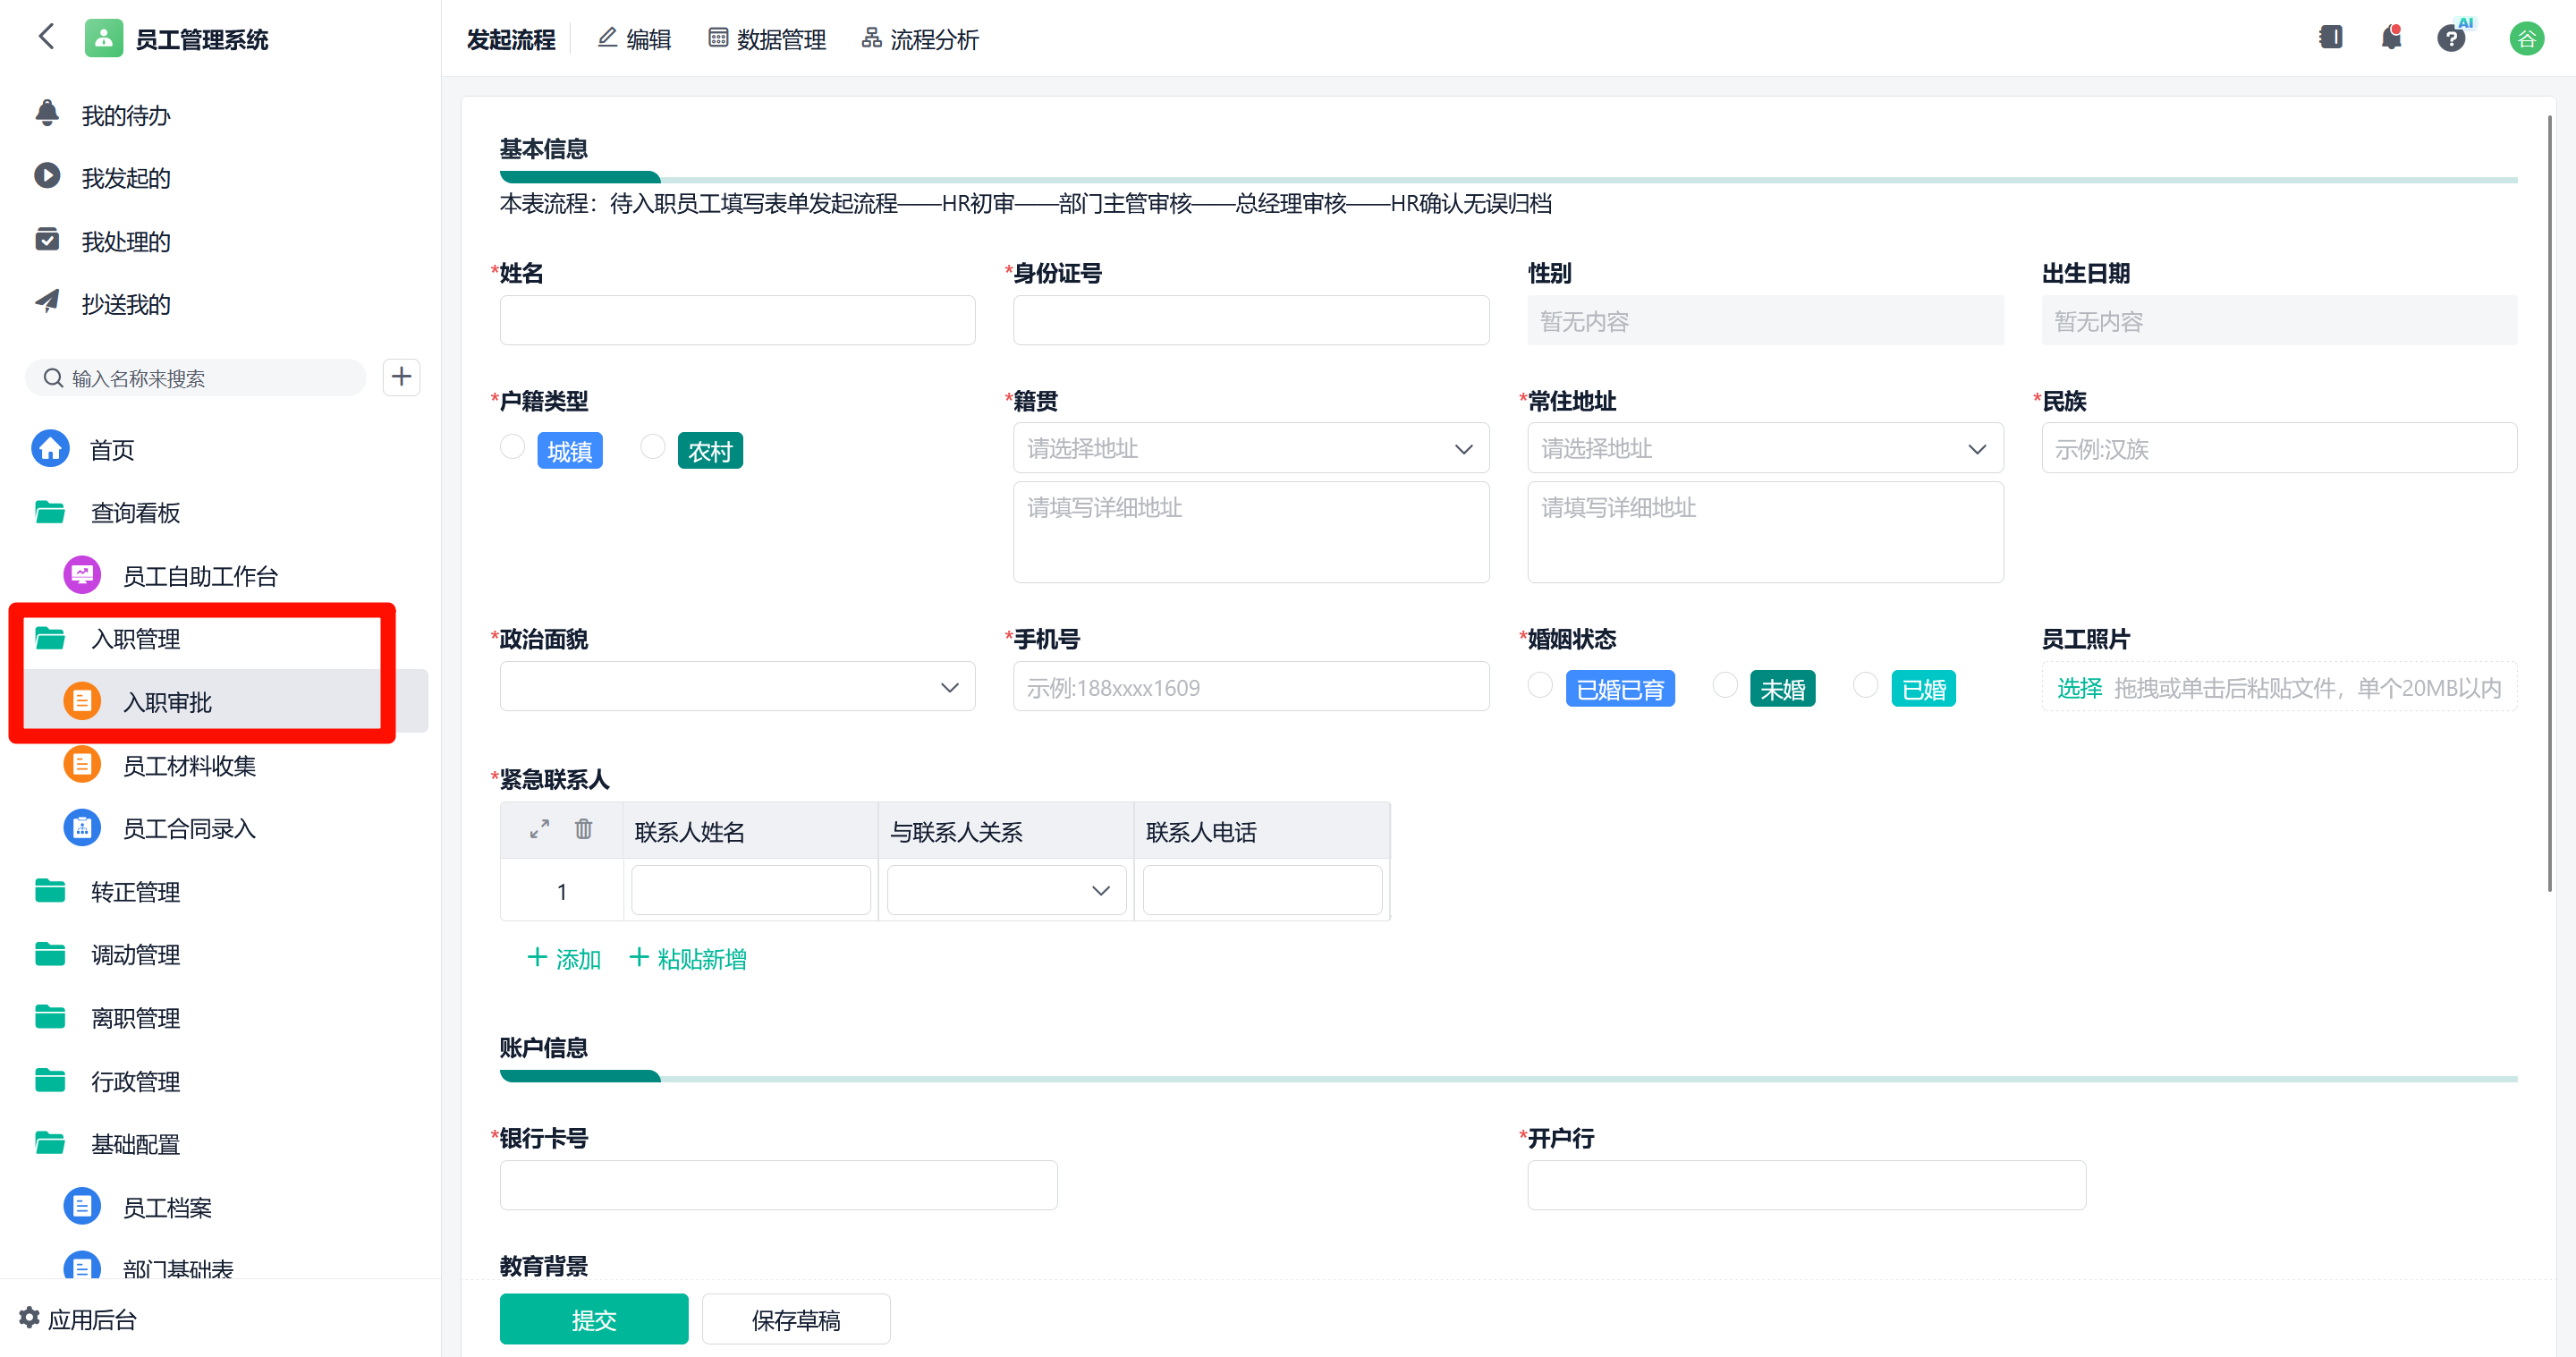 员工管理系统
发起流程
编辑
数据管理
流程分析
AI
谷
我的待办
我发起的
我处理的
抄送我的
输入名称来搜索
首页
查询看板
员工自助工作台
入职管理
入职审批
员工材料收集
员工合同录入
转正管理
调动管理
离职管理
行政管理
基础配置
员工档案
部门基础表
应用后台
基本信息
本表流程：待入职员工填写表单发起流程——HR初审——部门主管审核——总经理审核——HR确认无误归档
*姓名
*身份证号
性别
出生日期
暂无内容
暂无内容
*户籍类型
*籍贯
*常住地址
*民族
城镇
农村
请选择地址
请选择地址
示例:汉族
请填写详细地址
请填写详细地址
*政治面貌
*手机号
*婚姻状态
员工照片
示例:188xxxx1609
已婚已育
未婚
已婚
选择 拖拽或单击后粘贴文件，单个20MB以内
*紧急联系人
联系人姓名
与联系人关系
联系人电话
1
添加
粘贴新增
账户信息
*银行卡号
*开户行
教育背景
提交
保存草稿